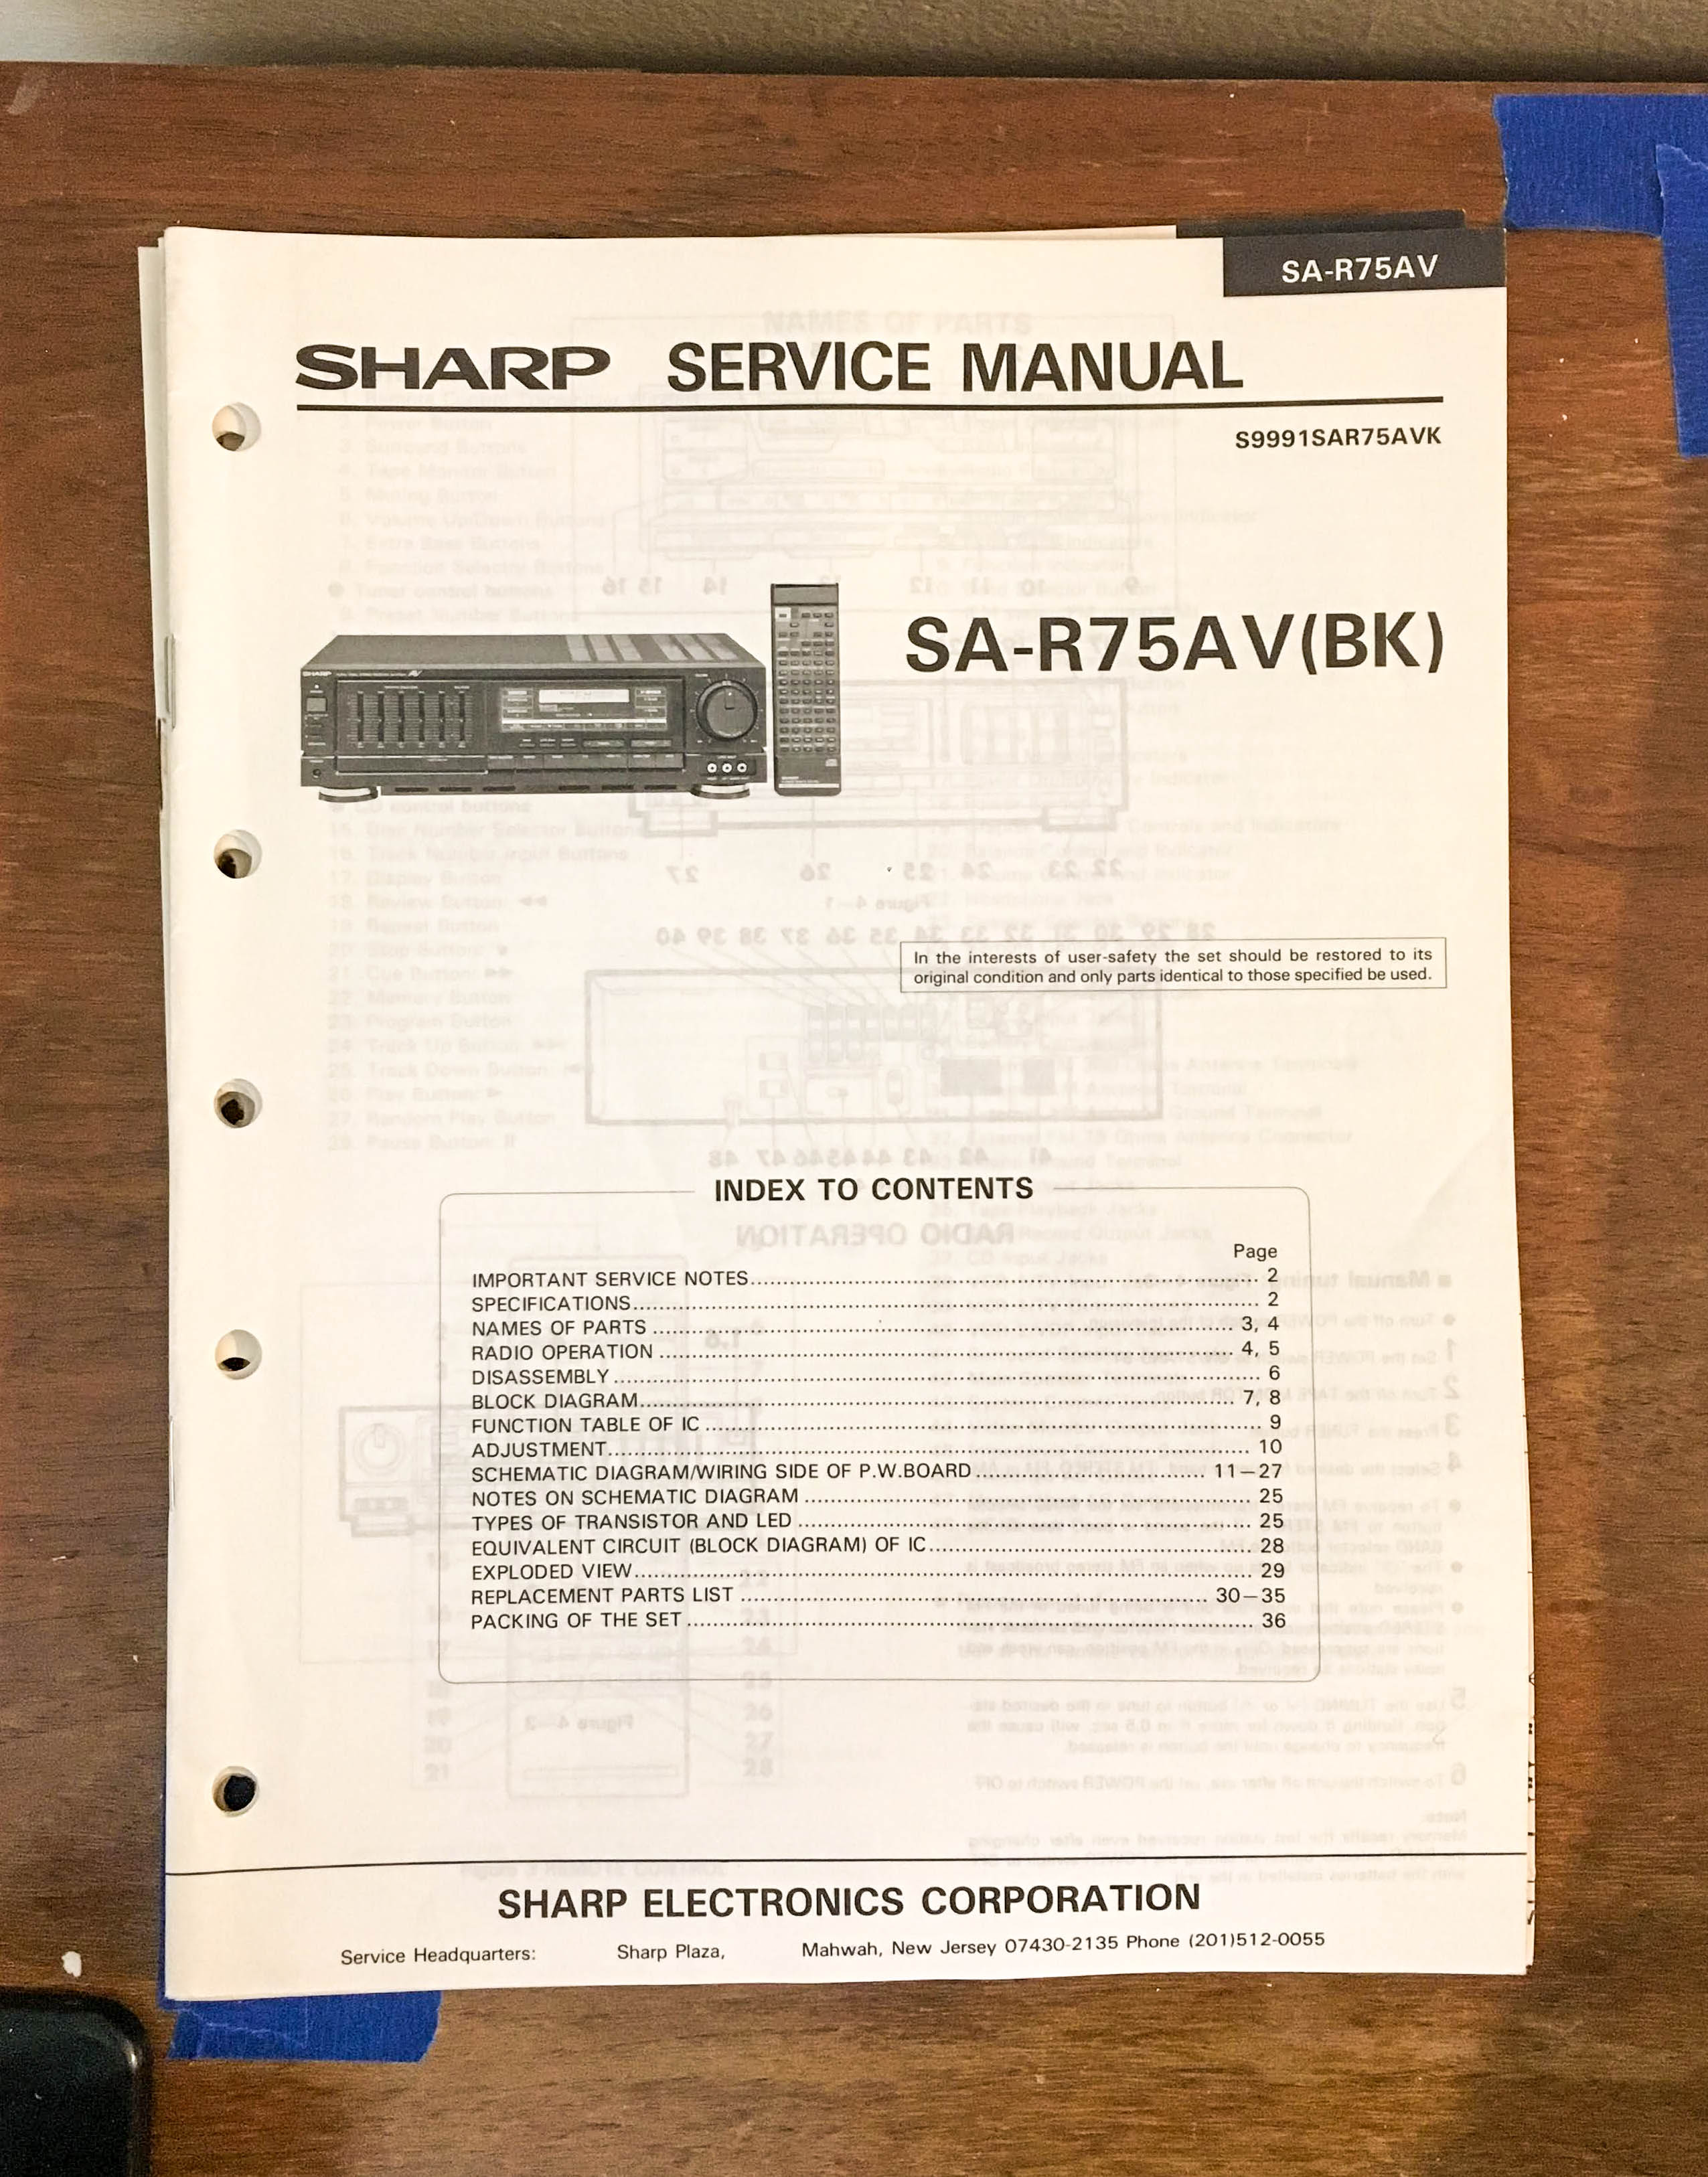 SA-R75AV
SHARP SERVICE MANUAL
S9991SAR75AVK
SA-R75AV(BK)
SHARP
In the interests of user-safety the set should be restored to its
original condition and only parts identical to those specified be used.
INDEX TO CONTENTS
Page
IMPORTANT SERVICE NOTES 2
SPECIFICATIONS 2
NAMES OF PARTS 3, 4
RADIO OPERATION 4, 5
DISASSEMBLY 6
BLOCK DIAGRAM 7, 8
FUNCTION TABLE OF IC 9
ADJUSTMENT 10
SCHEMATIC DIAGRAM/WIRING SIDE OF P.W.BOARD 11–27
NOTES ON SCHEMATIC DIAGRAM 25
TYPES OF TRANSISTOR AND LED 25
EQUIVALENT CIRCUIT (BLOCK DIAGRAM) OF IC 28
EXPLODED VIEW 29
REPLACEMENT PARTS LIST 30–35
PACKING OF THE SET 36
SHARP ELECTRONICS CORPORATION
Service Headquarters: Sharp Plaza, Mahwah, New Jersey 07430-2135 Phone (201)512-0055